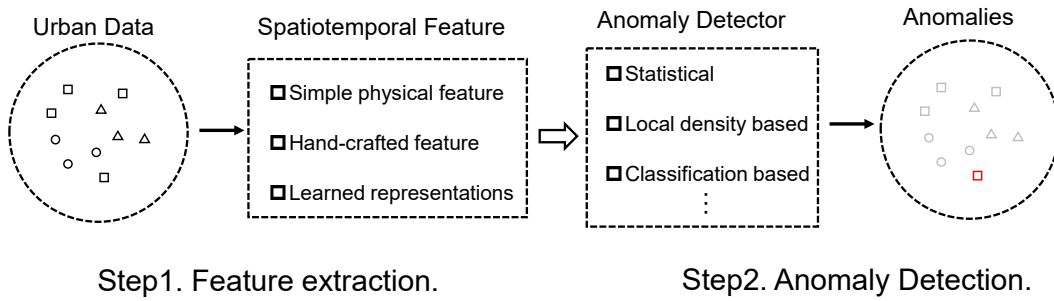 Urban Data
Spatiotemporal Feature
Anomaly Detector
Anomalies
Simple physical feature
Hand-crafted feature
Learned representations
Statistical
Local density based
Classification based
Step1. Feature extraction.
Step2. Anomaly Detection.